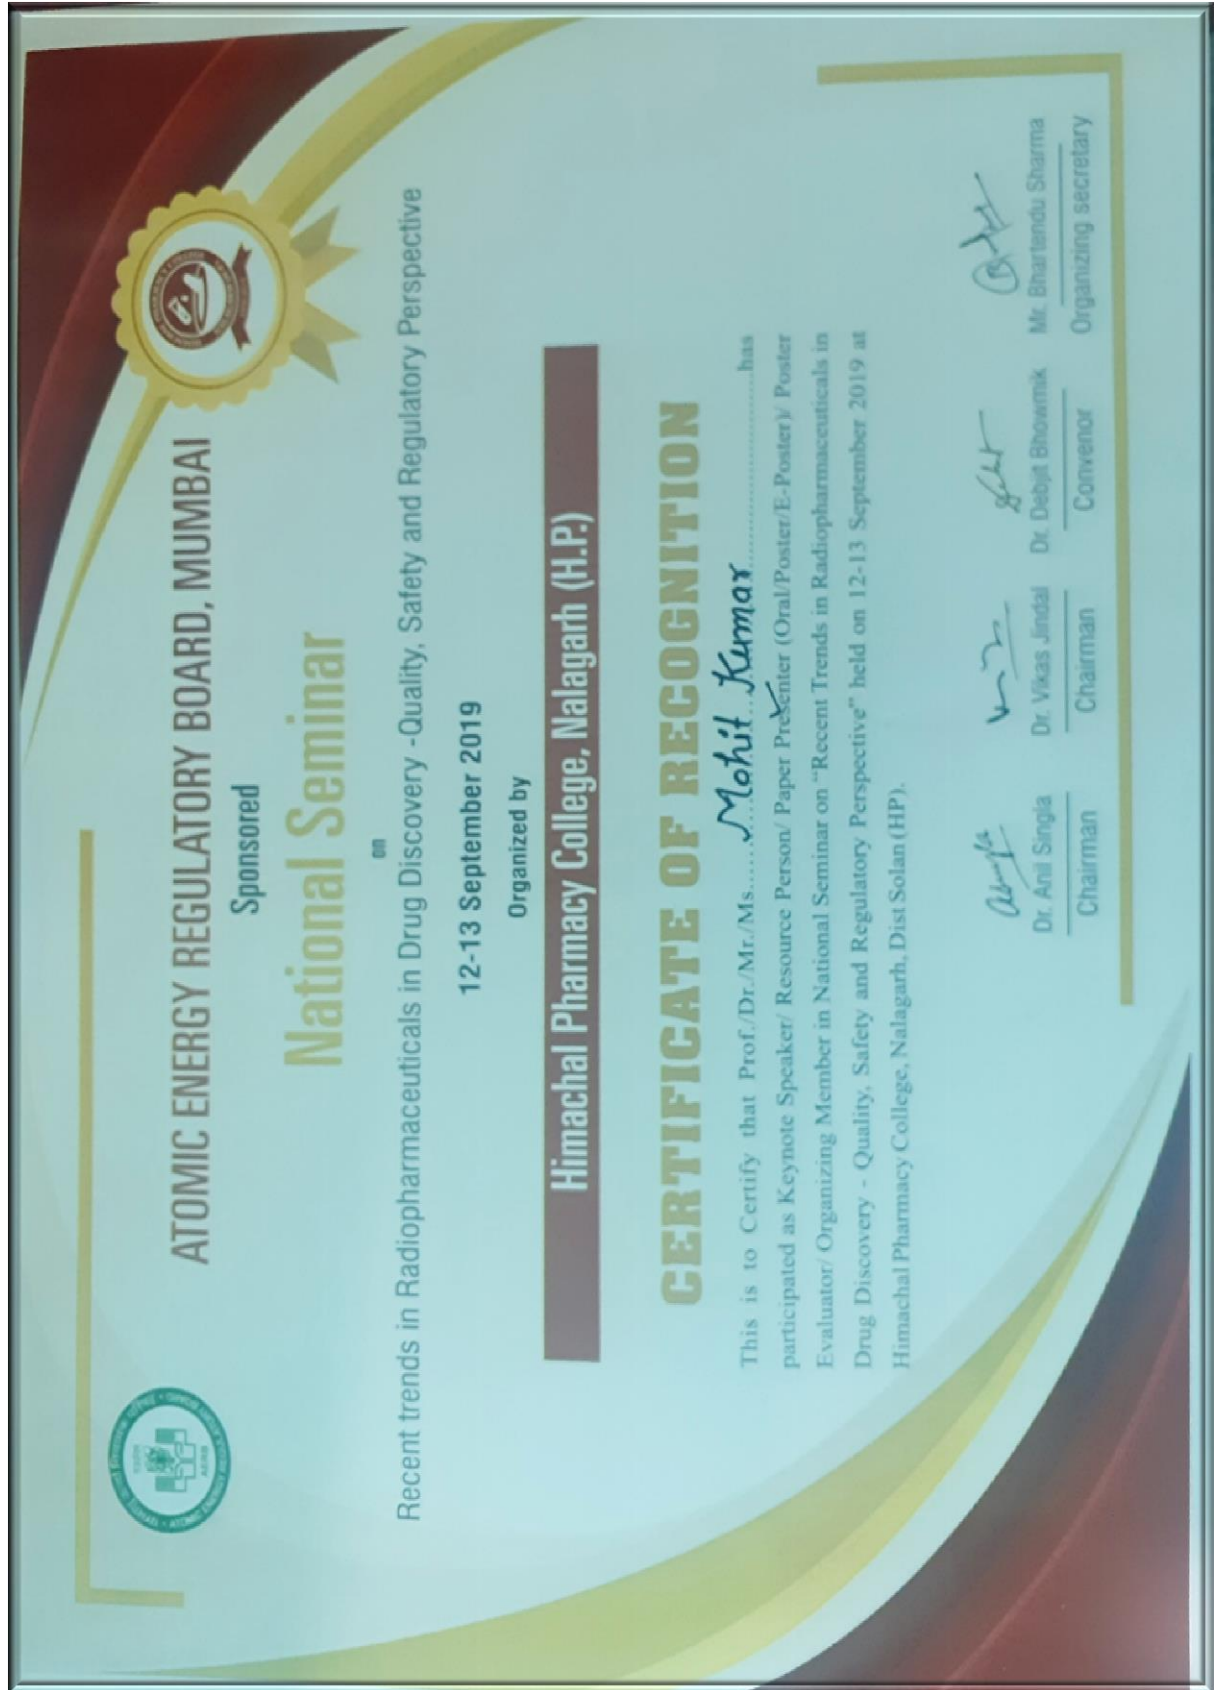 ATOMIC ENERGY REGULATORY BOARD, MUMBAI
Sponsored
National Seminar
on
Recent trends in Radiopharmaceuticals in Drug Discovery -Quality, Safety and Regulatory Perspective
12-13 September 2019
Organized by
Himachal Pharmacy College, Nalagarh (H.P.)
CERTIFICATE OF RECOGNITION
This is to Certify that Prof./Dr./Mr./Ms......Mohit Kumar..............................has
participated as Keynote Speaker/ Resource Person/ Paper Presenter (Oral/Poster/E-Poster)/ Poster
Evaluator/ Organizing Member in National Seminar on "Recent Trends in Radiopharmaceuticals in
Drug Discovery - Quality, Safety and Regulatory Perspective" held on 12-13 September 2019 at
Himachal Pharmacy College, Nalagarh, Dist Solan (HP).
Dr. Anil Singla Dr. Vikas Jindal Dr. Debjit Bhowmik Mr. Bhartendu Sharma
Chairman Chairman Convenor Organizing secretary